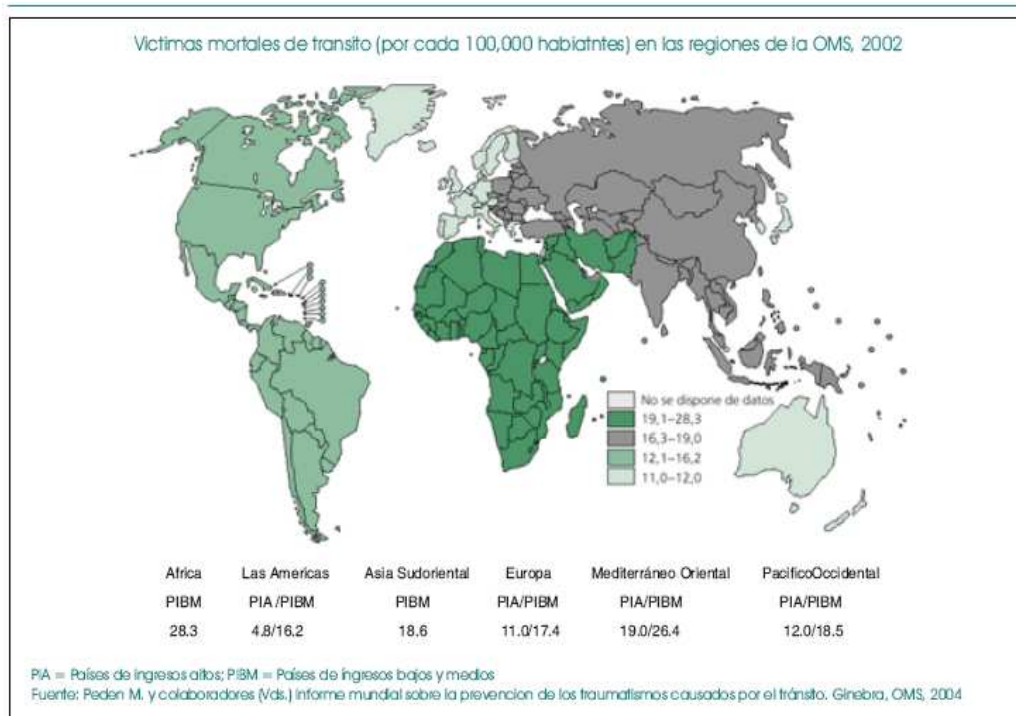 Victimas mortales de transito (por cada 100,000 habiatntes) en las regiones de la OMS, 2002
No se dispone de datos
19,1–28,3
16,3–19,0
12,1–16,2
11,0–12,0
Africa Las Americas Asia Sudoriental Europa Mediterráneo Oriental PacificoOccidental
PIBM PIA /PIBM PIBM PIA/PIBM PIA/PIBM PIA/PIBM
28.3 4.8/16.2 18.6 11.0/17.4 19.0/26.4 12.0/18.5
PIA = Países de ingresos altos; PIBM = Países de ingresos bajos y medios
Fuente: Peden M. y colaboradores (Vds.) Informe mundial sobre la prevencion de los traumatismos causados por el tránsito. Ginebra, OMS, 2004